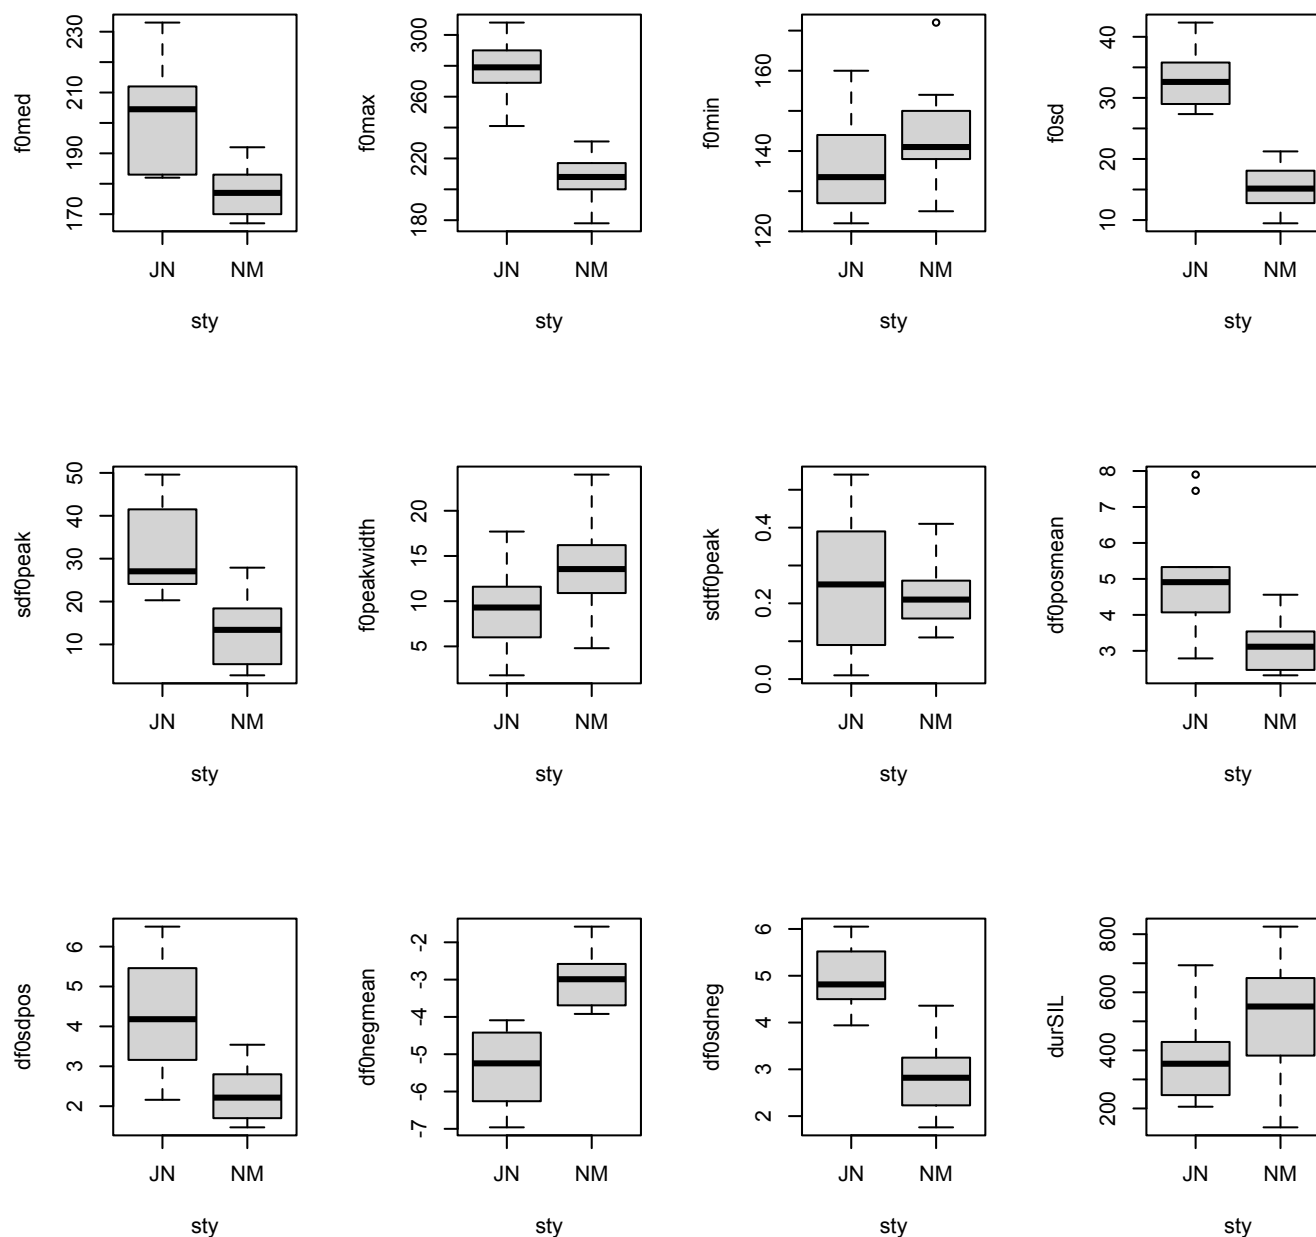 f0med
230
210
190
170
JN NM
sty
f0max
300
260
220
180
JN NM
sty
f0min
160
140
120
JN NM
sty
f0sd
40
30
20
10
JN NM
sty
sdf0peak
50
40
30
20
10
JN NM
sty
f0peakwidth
20
15
10
5
JN NM
sty
sdtf0peak
0.4
0.2
0.0
JN NM
sty
df0posmean
8
7
6
5
4
3
JN NM
sty
df0sdpos
6
5
4
3
2
JN NM
sty
df0negmean
-2
-3
-4
-5
-6
-7
JN NM
sty
df0sdneg
6
5
4
3
2
JN NM
sty
durSIL
800
600
400
200
JN NM
sty